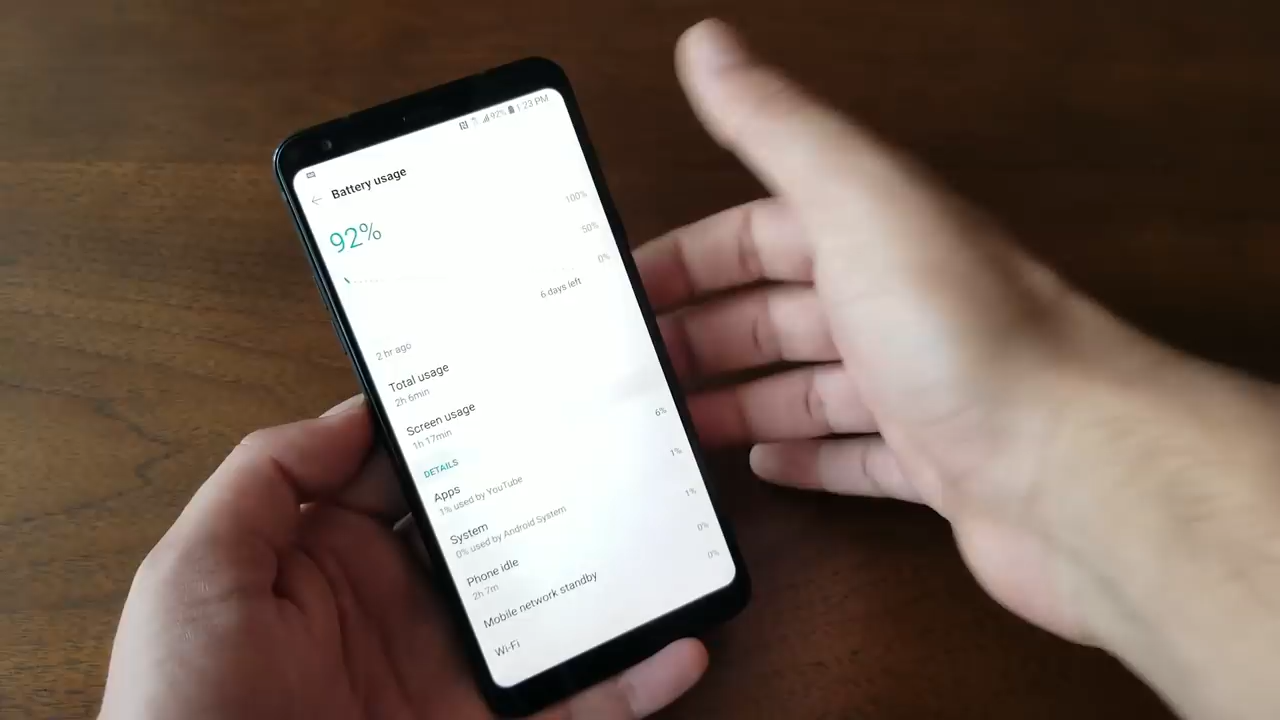 92% 1:23 PM
Battery usage
92%
100%
50%
0%
6 days left
2 hr ago
Total usage
2h 6min
Screen usage
1h 17min
DETAILS
Apps 6%
1% used by YouTube
System 1%
0% used by Android System
Phone idle 1%
2h 7m
Mobile network standby 0%
Wi-Fi 0%